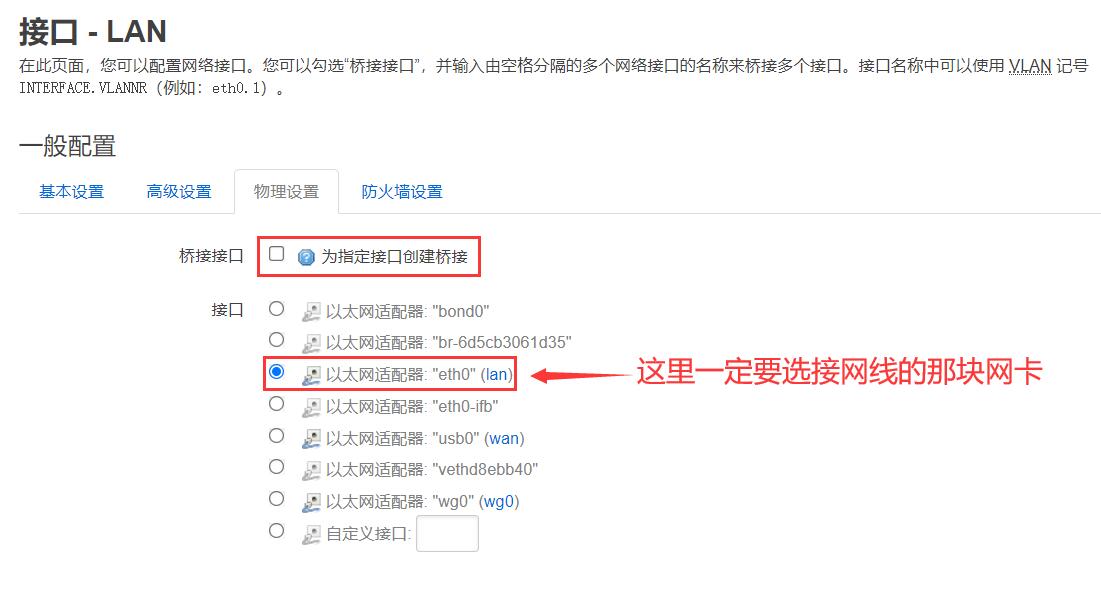 接口 - LAN
在此页面，您可以配置网络接口。您可以勾选“桥接接口”，并输入由空格分隔的多个网络接口的名称来桥接多个接口。接口名称中可以使用 VLAN 记号
INTERFACE.VLANNR（例如：eth0.1）。
一般配置
基本设置 高级设置 物理设置 防火墙设置
桥接接口 为指定接口创建桥接
接口 以太网适配器: "bond0"
以太网适配器: "br-6d5cb3061d35"
以太网适配器: "eth0" (lan) 这里一定要选接网线的那块网卡
以太网适配器: "eth0-ifb"
以太网适配器: "usb0" (wan)
以太网适配器: "vethd8ebb40"
以太网适配器: "wg0" (wg0)
自定义接口: